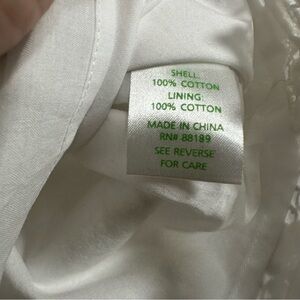 SHELL:
100% COTTON
LINING:
100% COTTON
MADE IN CHINA
RN# 88189
SEE REVERSE
FOR CARE